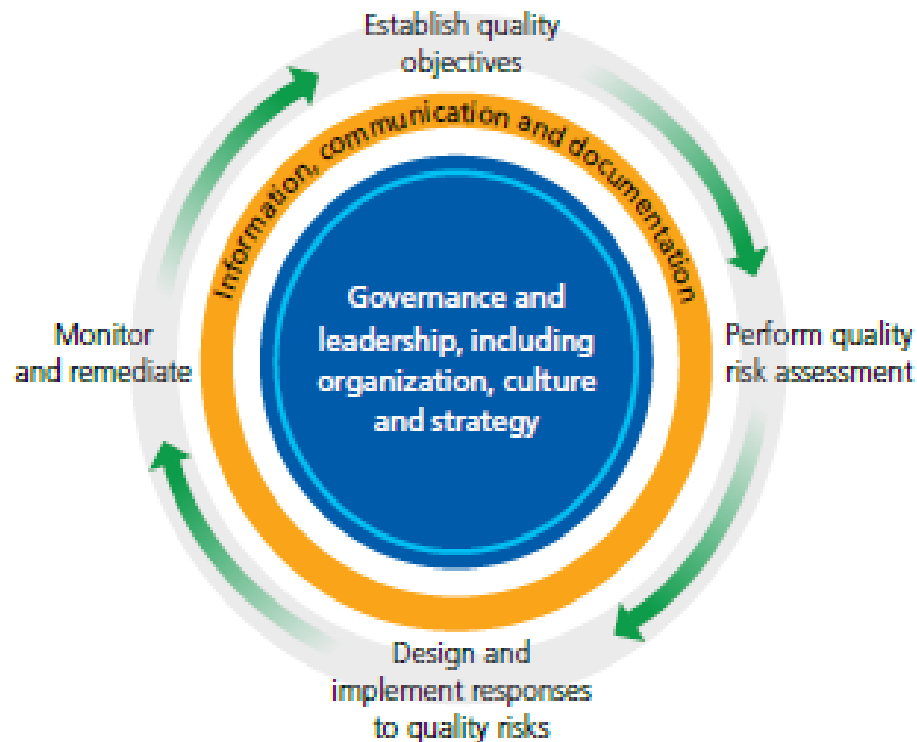 Establish quality
objectives
Information, communication and documentation
Governance and
leadership, including
organization, culture
and strategy
Monitor
and remediate
Perform quality
risk assessment
Design and
implement responses
to quality risks